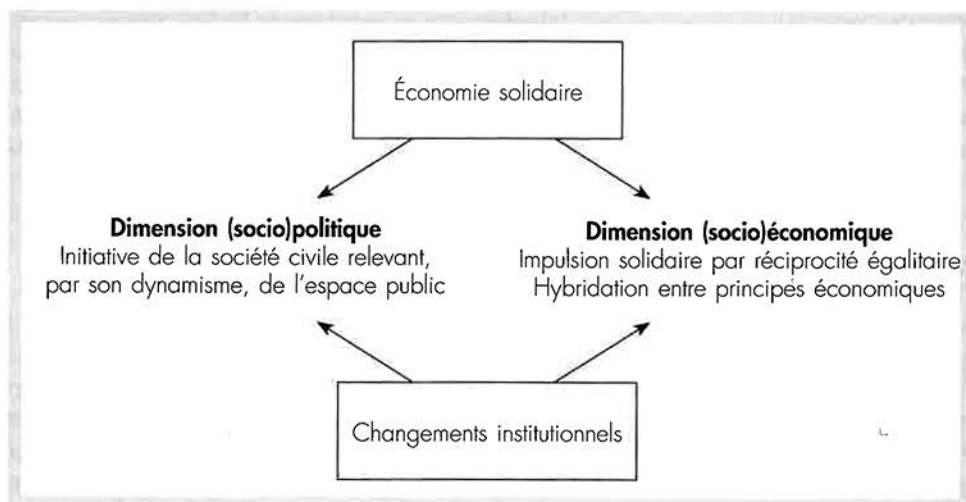 Économie solidaire
Dimension (socio)politique
Initiative de la société civile relevant,
par son dynamisme, de l'espace public
Dimension (socio)économique
Impulsion solidaire par réciprocité égalitaire
Hybridation entre principes économiques
Changements institutionnels